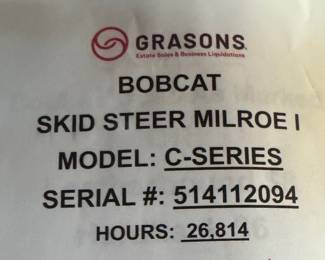 GRASONS
Estate Sales & Business Liquidations
BOBCAT
SKID STEER MILROE I
MODEL: C-SERIES
SERIAL #: 514112094
HOURS: 26,814